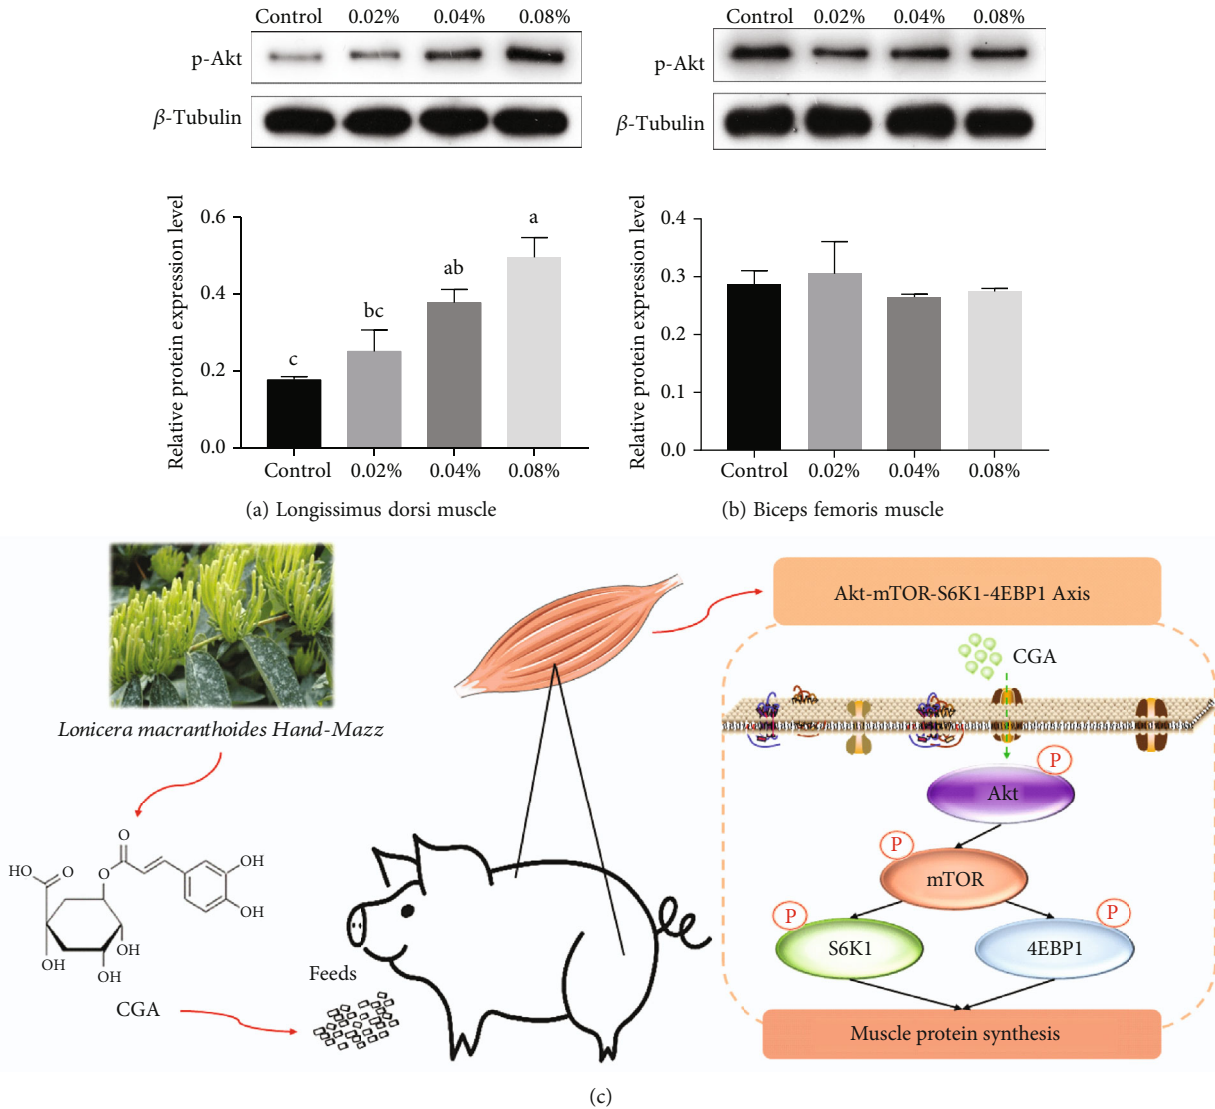 Control 0.02% 0.04% 0.08%
p-Akt
β-Tubulin
Relative protein expression level
0.6
0.4
0.2
0.0
c
bc
ab
a
Control 0.02% 0.04% 0.08%
(a) Longissimus dorsi muscle
Control 0.02% 0.04% 0.08%
p-Akt
β-Tubulin
Relative protein expression level
0.4
0.3
0.2
0.1
0.0
Control 0.02% 0.04% 0.08%
(b) Biceps femoris muscle
Lonicera macranthoides Hand-Mazz
HO
O
O
O
OH
OH
OH
OH
OH
CGA
Feeds
Akt-mTOR-S6K1-4EBP1 Axis
CGA
P
Akt
P
mTOR
P
S6K1
P
4EBP1
Muscle protein synthesis
(c)